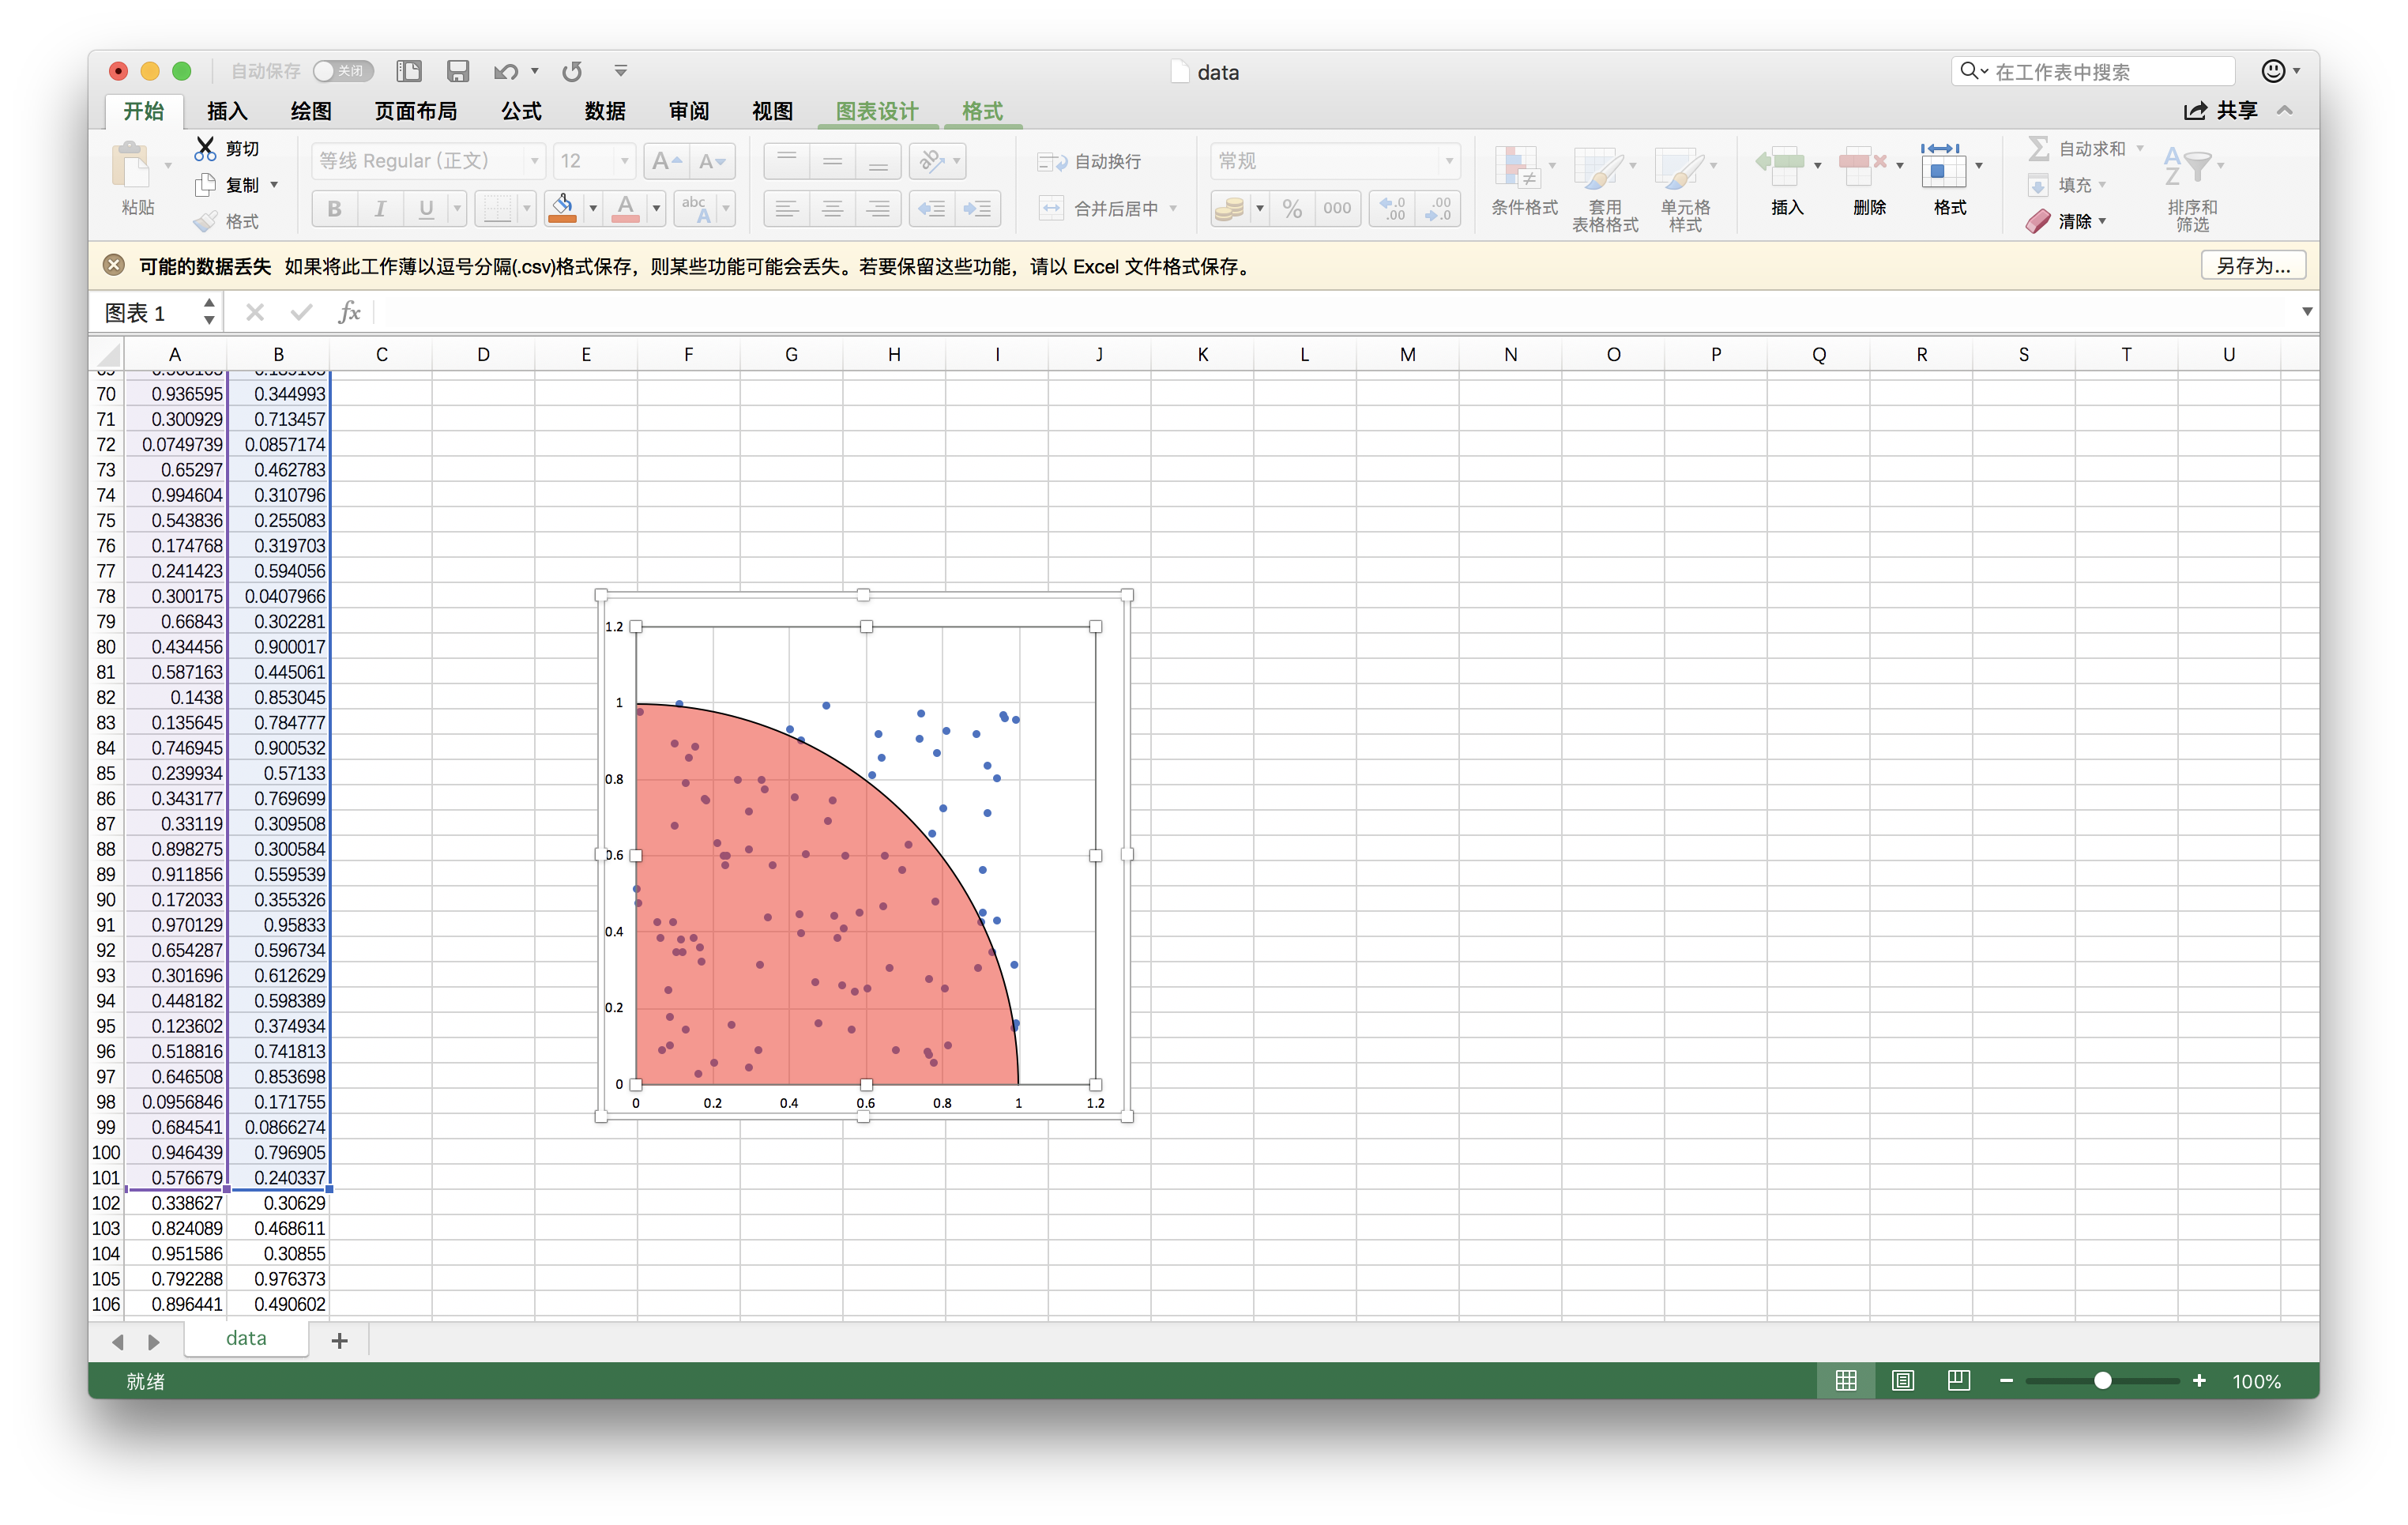 自动保存 关闭 data 在工作表中搜索
开始 插入 绘图 页面布局 公式 数据 审阅 视图 图表设计 格式 共享
粘贴 剪切 复制 格式
等线 Regular (正文) 12 A A
B I U A abc A
ab 自动换行
合并后居中
常规
% 000 .0 .00 .00 .0
条件格式 套用 表格格式 单元格 样式
插入 删除 格式
Σ 自动求和 填充 清除
A Z 排序和 筛选
可能的数据丢失 如果将此工作薄以逗号分隔(.csv)格式保存，则某些功能可能会丢失。若要保留这些功能，请以 Excel 文件格式保存。 另存为...
图表 1 fx
A B C D E F G H I J K L M N O P Q R S T U
70 0.936595 0.344993
71 0.300929 0.713457
72 0.0749739 0.0857174
73 0.65297 0.462783
74 0.994604 0.310796
75 0.543836 0.255083
76 0.174768 0.319703
77 0.241423 0.594056
78 0.300175 0.0407966
79 0.66843 0.302281
80 0.434456 0.900017
81 0.587163 0.445061
82 0.1438 0.853045
83 0.135645 0.784777
84 0.746945 0.900532
85 0.239934 0.57133
86 0.343177 0.769699
87 0.33119 0.309508
88 0.898275 0.300584
89 0.911856 0.559539
90 0.172033 0.355326
91 0.970129 0.95833
92 0.654287 0.596734
93 0.301696 0.612629
94 0.448182 0.598389
95 0.123602 0.374934
96 0.518816 0.741813
97 0.646508 0.853698
98 0.0956846 0.171755
99 0.684541 0.0866274
100 0.946439 0.796905
101 0.576679 0.240337
102 0.338627 0.30629
103 0.824089 0.468611
104 0.951586 0.30855
105 0.792288 0.976373
106 0.896441 0.490602
1.2
1
0.8
0.6
0.4
0.2
0
0 0.2 0.4 0.6 0.8 1 1.2
data
就绪 100%